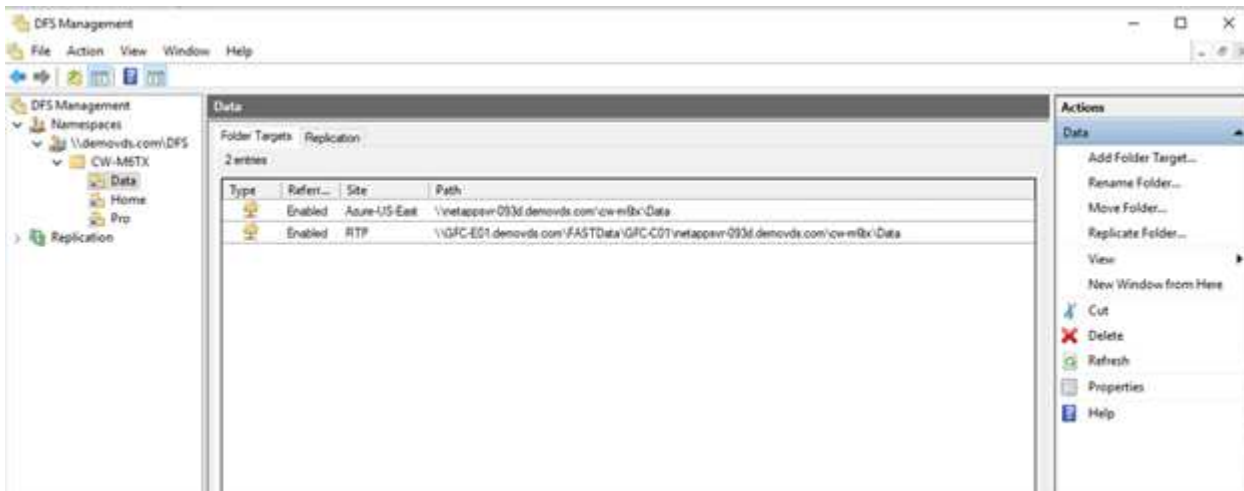 DFS Management
File Action View Window Help
DFS Management
Namespaces
\\demovds.com\DFS
CW-M6TX
Data
Home
Pro
Replication
Data
Folder Targets Replication
2 entries
Type Referr... Site Path
Enabled Azure-US-East \\netappsvr-093d.demovds.com\cw-m6tx\Data
Enabled RTP \\GFC-E01.demovds.com\FASTData\GFC-C01\netappsvr-093d.demovds.com\cw-m6tx\Data
Actions
Data
Add Folder Target...
Rename Folder...
Move Folder...
Replicate Folder...
View
New Window from Here
Cut
Delete
Refresh
Properties
Help